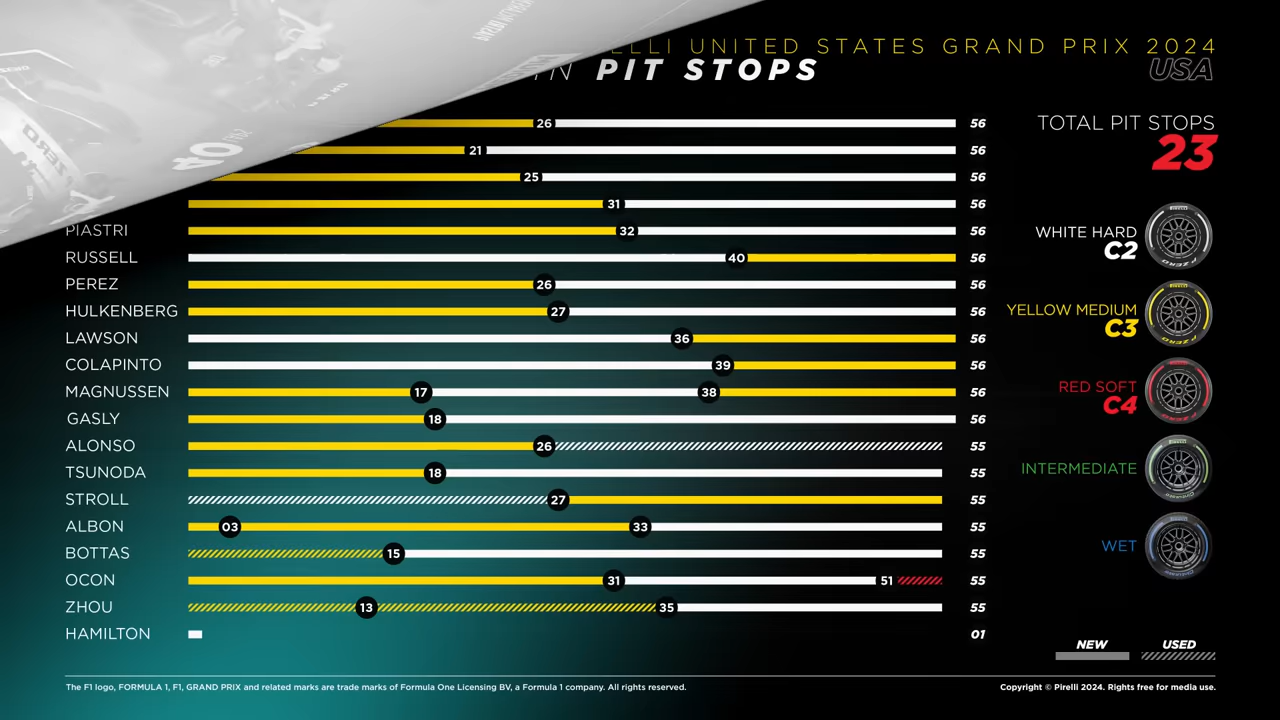 UNITED STATES GRAND PRIX 2024
PIT STOPS
USA
26 56
21 56
25 56
31 56
PIASTRI 32 56
RUSSELL 40 56
PEREZ 26 56
HULKENBERG 27 56
LAWSON 36 56
COLAPINTO 39 56
MAGNUSSEN 17 38 56
GASLY 18 56
ALONSO 26 55
TSUNODA 18 55
STROLL 27 55
ALBON 03 33 55
BOTTAS 15 55
OCON 31 51 55
ZHOU 13 35 55
HAMILTON 01
TOTAL PIT STOPS
23
WHITE HARD
C2
YELLOW MEDIUM
C3
RED SOFT
C4
INTERMEDIATE
WET
NEW USED
The F1 logo, FORMULA 1, F1, GRAND PRIX and related marks are trade marks of Formula One Licensing BV, a Formula 1 company. All rights reserved.
Copyright © Pirelli 2024. Rights free for media use.